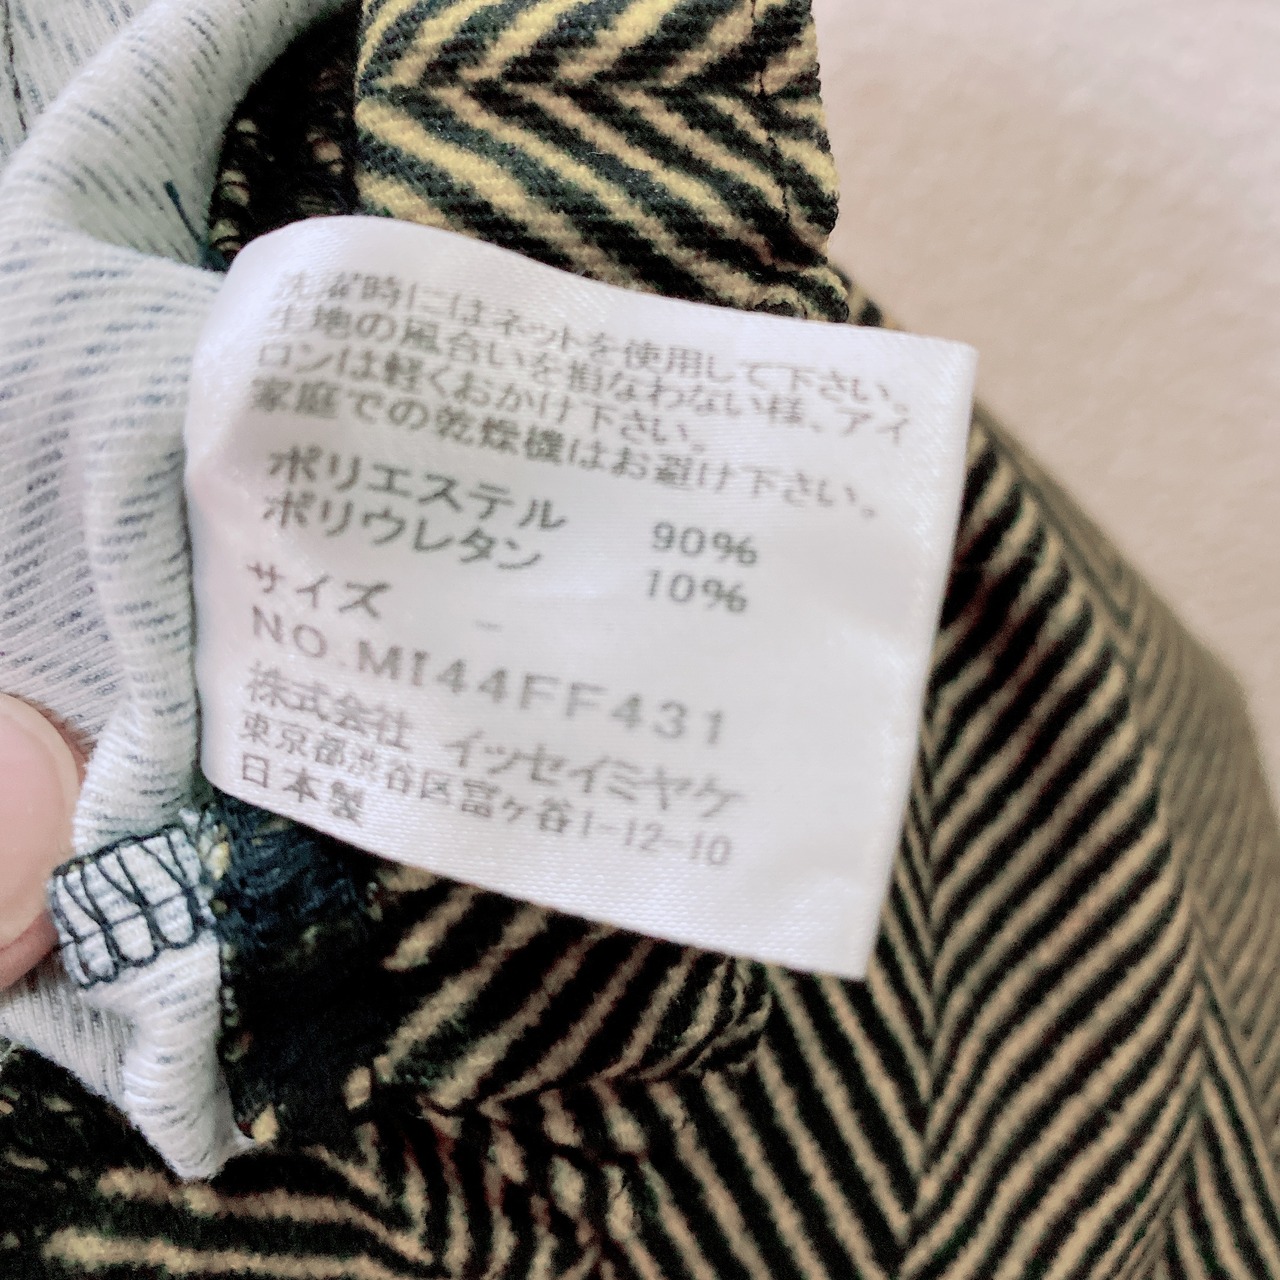 洗濯時にはネットを使用して下さい。
生地の風合いを損なわない様、アイ
ロンは軽くおかけ下さい。
家庭での乾燥機はお避け下さい。
ポリエステル 90%
ポリウレタン 10%
サイズ -
NO.MI44FF431
株式会社 イッセイミヤケ
東京都渋谷区富ヶ谷1-12-10
日本製